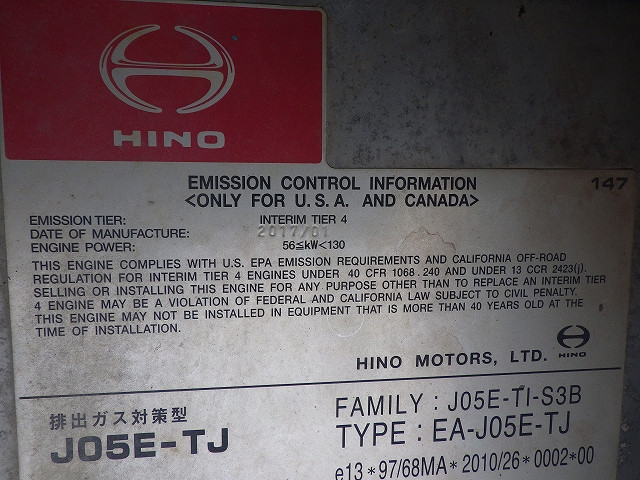 HINO
EMISSION CONTROL INFORMATION
147
<ONLY FOR U.S.A. AND CANADA>
EMISSION TIER: INTERIM TIER 4
DATE OF MANUFACTURE: 2017/01
ENGINE POWER: 56≦kW<130
THIS ENGINE COMPLIES WITH U.S. EPA EMISSION REQUIREMENTS AND CALIFORNIA OFF-ROAD
REGULATION FOR INTERIM TIER 4 ENGINES UNDER 40 CFR 1068.240 AND UNDER 13 CCR 2423(j).
SELLING OR INSTALLING THIS ENGINE FOR ANY PURPOSE OTHER THAN TO REPLACE AN INTERIM TIER
4 ENGINE MAY BE A VIOLATION OF FEDERAL AND CALIFORNIA LAW SUBJECT TO CIVIL PENALTY.
THIS ENGINE MAY NOT BE INSTALLED IN EQUIPMENT THAT IS MORE THAN 40 YEARS OLD AT THE
TIME OF INSTALLATION.
HINO MOTORS, LTD. HINO
排出ガス対策型
J05E-TJ
FAMILY : J05E-TI-S3B
TYPE : EA-J05E-TJ
e13*97/68MA*2010/26*0002*00